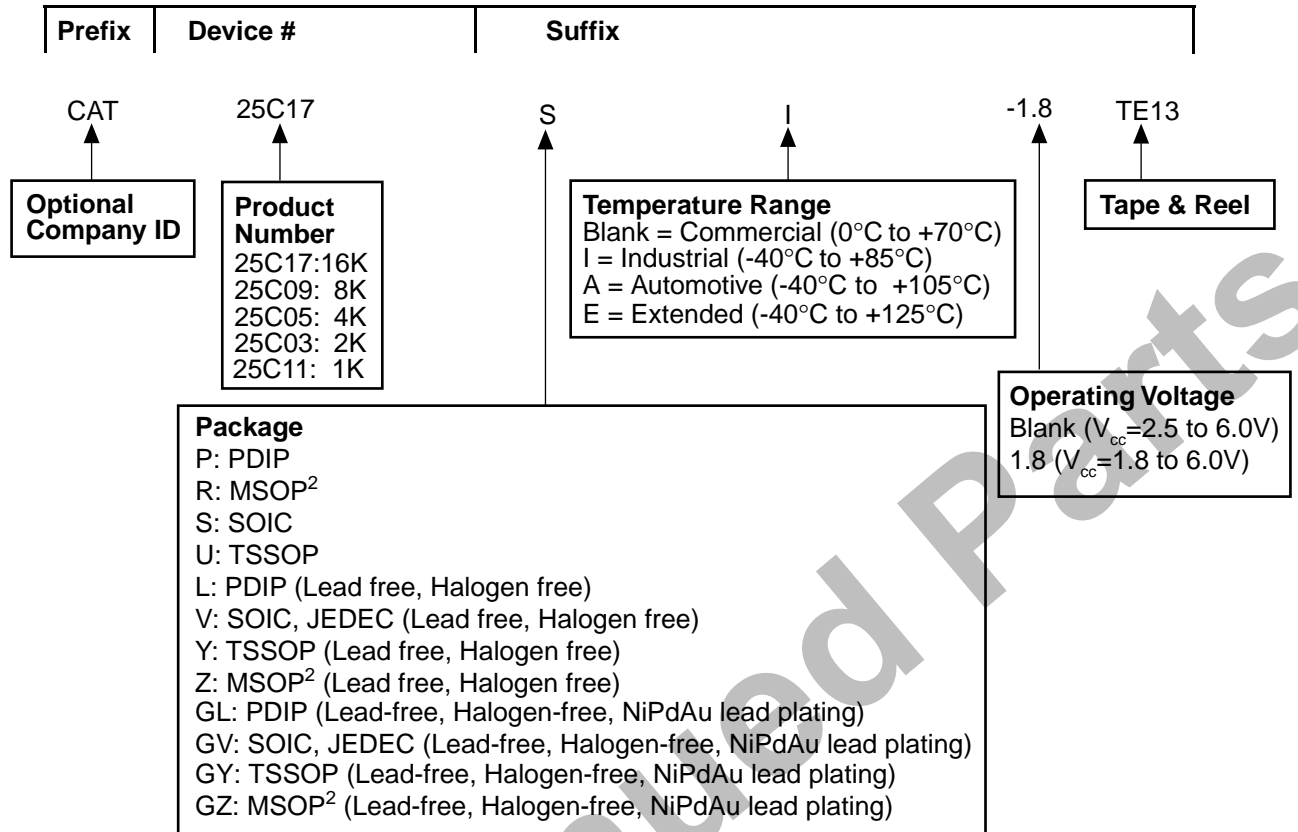 Prefix Device # Suffix
CAT 25C17 S I -1.8 TE13
Optional
Company ID
Product
Number
25C17:16K
25C09: 8K
25C05: 4K
25C03: 2K
25C11: 1K
Temperature Range
Blank = Commercial (0°C to +70°C)
I = Industrial (-40°C to +85°C)
A = Automotive (-40°C to +105°C)
E = Extended (-40°C to +125°C)
Tape & Reel
Operating Voltage
Blank (Vcc=2.5 to 6.0V)
1.8 (Vcc=1.8 to 6.0V)
Package
P: PDIP
R: MSOP²
S: SOIC
U: TSSOP
L: PDIP (Lead free, Halogen free)
V: SOIC, JEDEC (Lead free, Halogen free)
Y: TSSOP (Lead free, Halogen free)
Z: MSOP² (Lead free, Halogen free)
GL: PDIP (Lead-free, Halogen-free, NiPdAu lead plating)
GV: SOIC, JEDEC (Lead-free, Halogen-free, NiPdAu lead plating)
GY: TSSOP (Lead-free, Halogen-free, NiPdAu lead plating)
GZ: MSOP² (Lead-free, Halogen-free, NiPdAu lead plating)
ued Parts